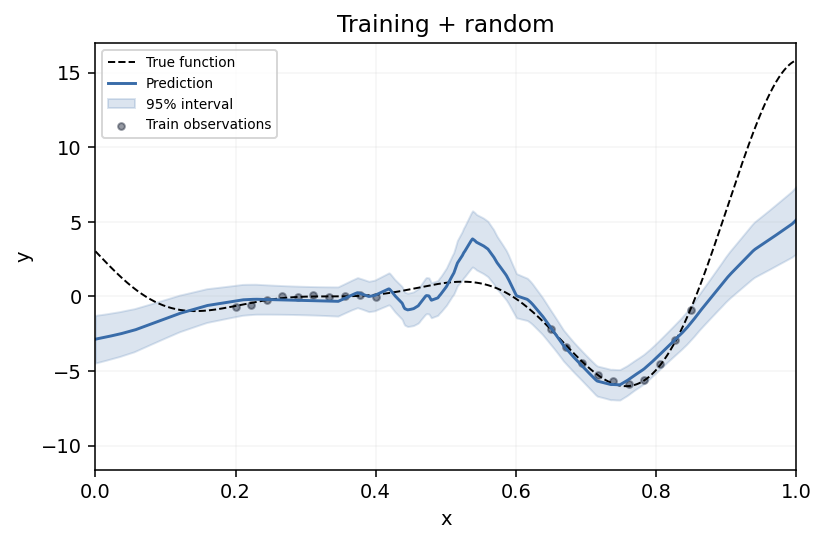 Training + random
True function
Prediction
95% interval
Train observations
15
10
5
0
−5
−10
y
0.0 0.2 0.4 0.6 0.8 1.0
x